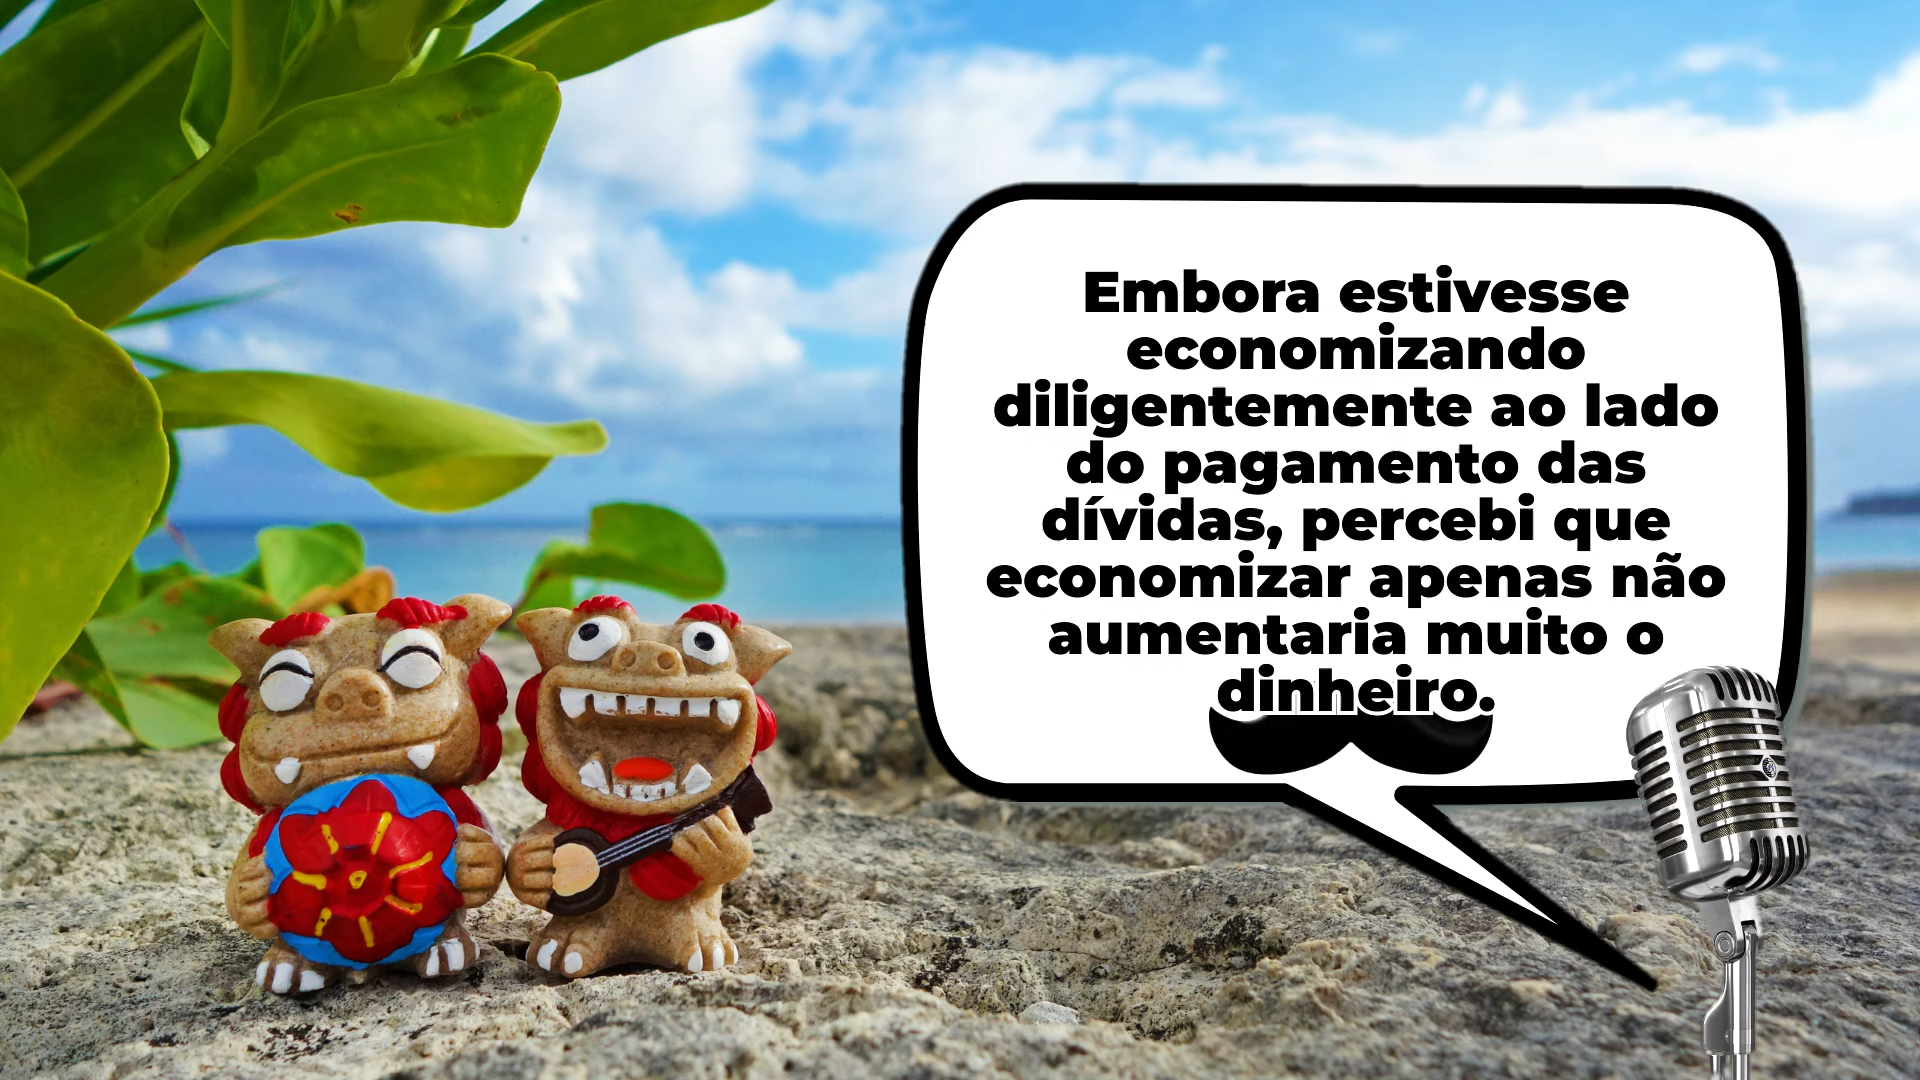 Embora estivesse
economizando
diligentemente ao lado
do pagamento das
dívidas, percebi que
economizar apenas não
aumentaria muito o
dinheiro.